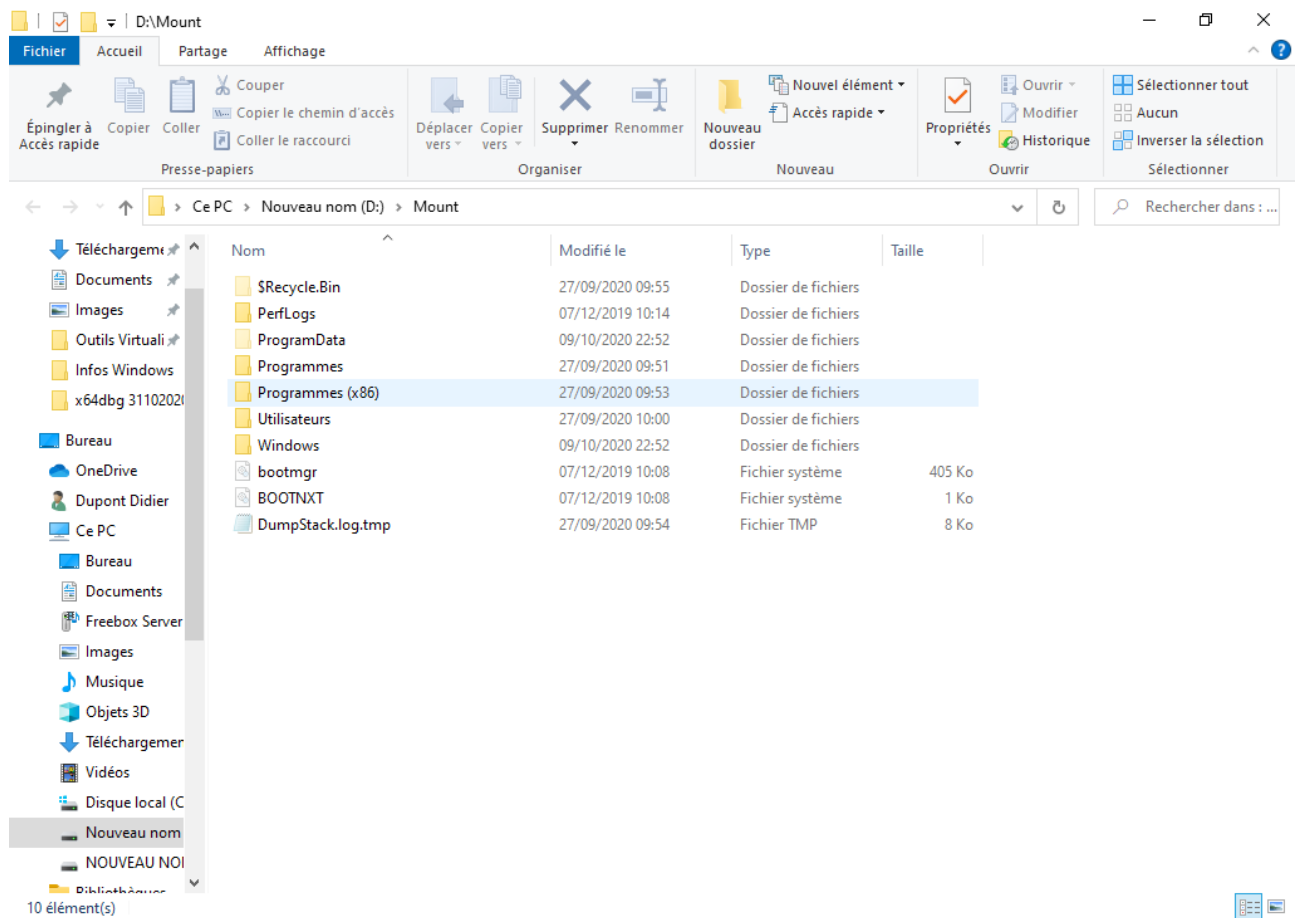 D:\Mount
Fichier Accueil Partage Affichage
Épingler à Accès rapide
Copier
Coller
Couper
Copier le chemin d'accès
Coller le raccourci
Presse-papiers
Déplacer vers
Copier vers
Supprimer
Renommer
Organiser
Nouveau dossier
Nouvel élément
Accès rapide
Nouveau
Propriétés
Ouvrir
Modifier
Historique
Ouvrir
Sélectionner tout
Aucun
Inverser la sélection
Sélectionner
Ce PC > Nouveau nom (D:) > Mount
Rechercher dans : ...
Téléchargeme
Documents
Images
Outils Virtuali
Infos Windows
x64dbg 31102020
Bureau
OneDrive
Dupont Didier
Ce PC
Bureau
Documents
Freebox Server
Images
Musique
Objets 3D
Téléchargemen
Vidéos
Disque local (C
Nouveau nom
NOUVEAU NO
Bibliothèques
Nom Modifié le Type Taille
$Recycle.Bin 27/09/2020 09:55 Dossier de fichiers
PerfLogs 07/12/2019 10:14 Dossier de fichiers
ProgramData 09/10/2020 22:52 Dossier de fichiers
Programmes 27/09/2020 09:51 Dossier de fichiers
Programmes (x86) 27/09/2020 09:53 Dossier de fichiers
Utilisateurs 27/09/2020 10:00 Dossier de fichiers
Windows 09/10/2020 22:52 Dossier de fichiers
bootmgr 07/12/2019 10:08 Fichier système 405 Ko
BOOTNXT 07/12/2019 10:08 Fichier système 1 Ko
DumpStack.log.tmp 27/09/2020 09:54 Fichier TMP 8 Ko
10 élément(s)